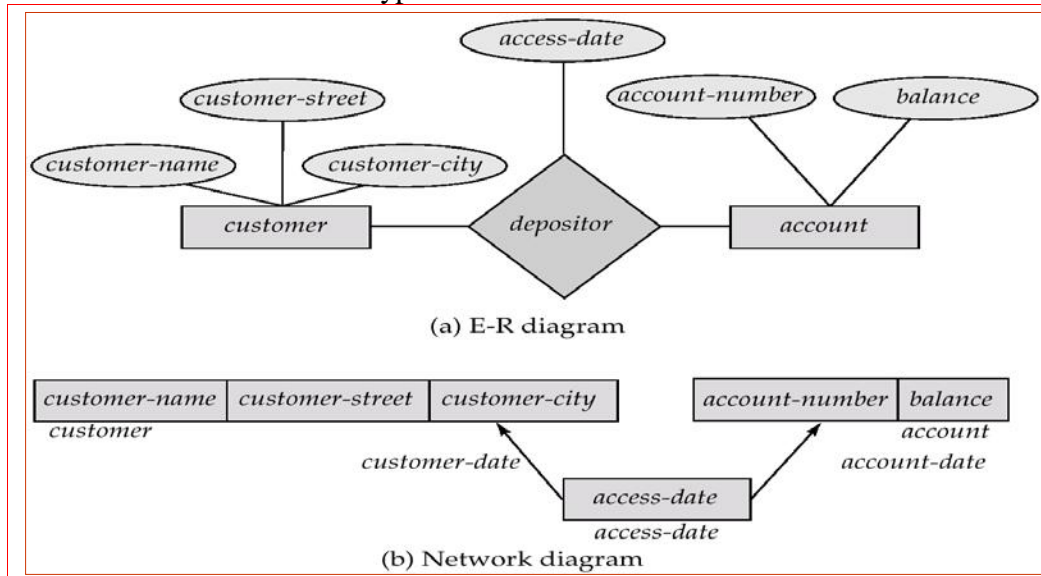 yp
access-date
customer-street
account-number
balance
customer-name
customer-city
customer
depositor
account
(a) E-R diagram
customer-name customer-street customer-city
account-number balance
customer
account
customer-date
account-date
access-date
access-date
(b) Network diagram